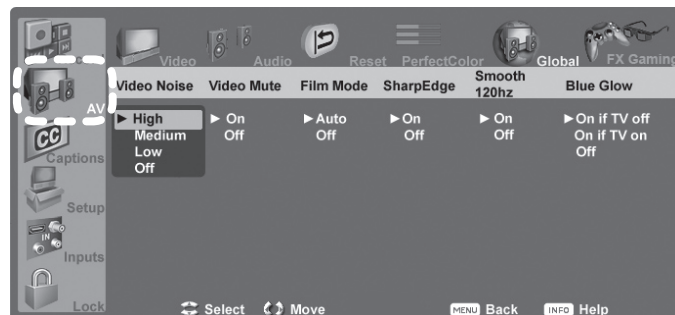 Video Audio Reset PerfectColor Global FX Gaming
AV
Video Noise Video Mute Film Mode SharpEdge Smooth 120hz Blue Glow
► High ► On ► Auto ► On ► On ► On if TV off
Medium Off Off Off Off On if TV on
Low Off
Off
CC
Captions
Setup
IN
Inputs
Lock
Select Move MENU Back INFO Help